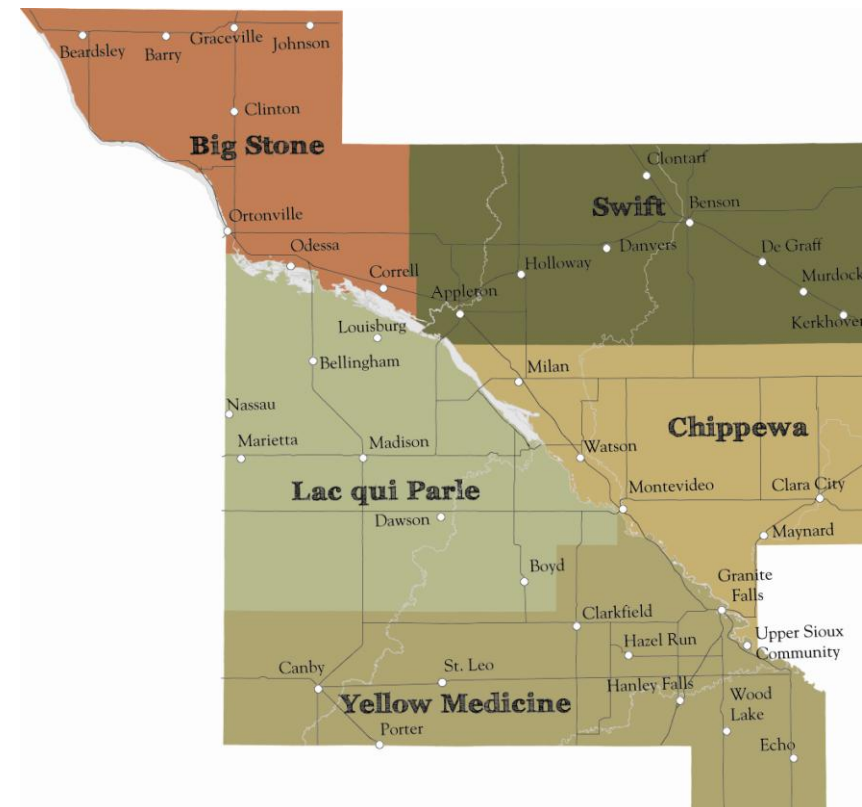 Graceville
Johnson
Beardsley
Barry
Clinton
Big Stone
Clontarf
Swift
Benson
Ortonville
Odessa
Danvers
De Graff
Holloway
Correll
Murdock
Appleton
Kerkhoven
Louisburg
Bellingham
Milan
Nassau
Chippewa
Marietta
Madison
Watson
Lac qui Parle
Montevideo
Clara City
Dawson
Maynard
Boyd
Granite
Falls
Clarkfield
Hazel Run
Upper Sioux
Community
Canby
St. Leo
Hanley Falls
Yellow Medicine
Wood
Lake
Porter
Echo